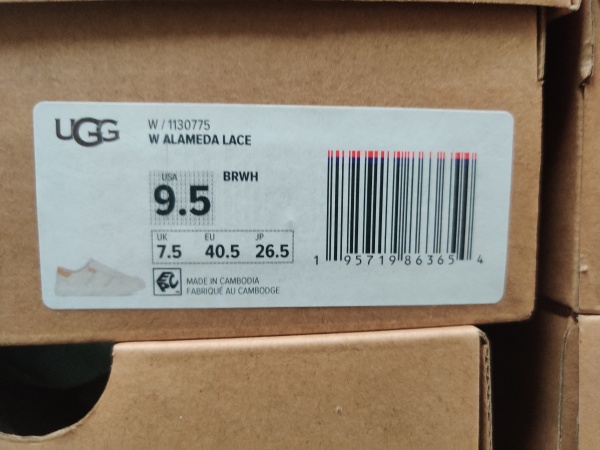 UGG
W / 1130775
W ALAMEDA LACE
USA
9.5
BRWH
UK EU JP
7.5 40.5 26.5
MADE IN CAMBODIA
FABRIQUÉ AU CAMBODGE
1 95719 86365 4